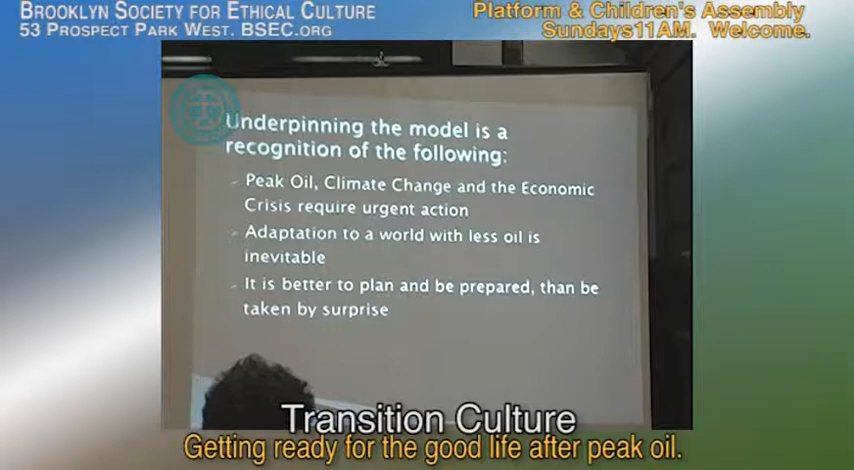 BROOKLYN SOCIETY FOR ETHICAL CULTURE
53 PROSPECT PARK WEST. BSEC.ORG
Platform & Children's Assembly
Sundays11AM. Welcome.
Underpinning the model is a
recognition of the following:
Peak Oil, Climate Change and the Economic
Crisis require urgent action
Adaptation to a world with less oil is
inevitable
It is better to plan and be prepared, than be
taken by surprise
Transition Culture
Getting ready for the good life after peak oil.